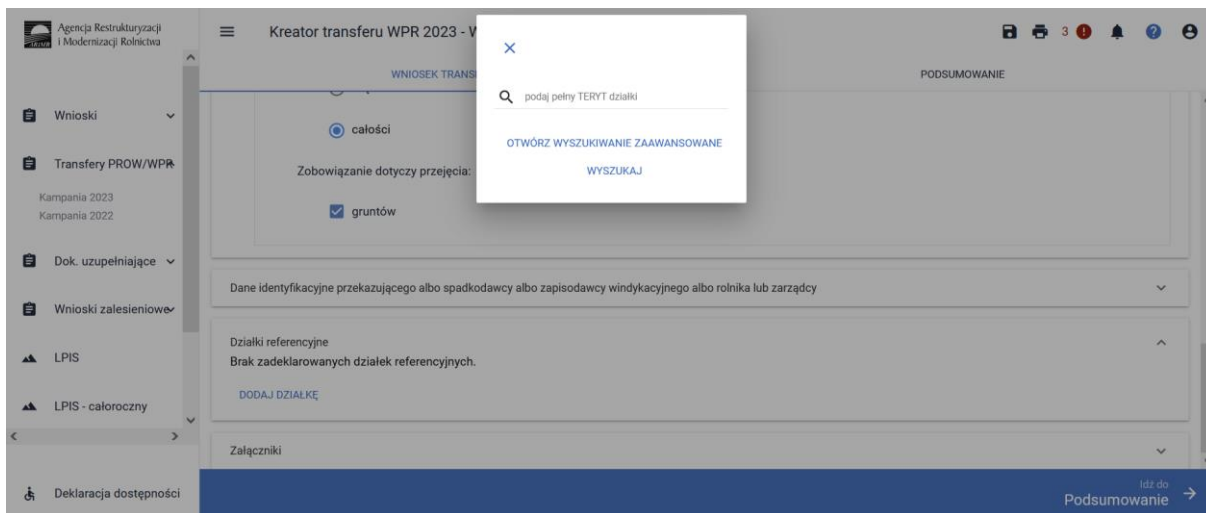 Agencja Restrukturyzacji
i Modernizacji Rolnictwa
ARiMR
Wnioski
Transfery PROW/WPR
Kampania 2023
Kampania 2022
Dok. uzupełniające
Wnioski zalesieniowe
LPIS
LPIS - całoroczny
Deklaracja dostępności
Kreator transferu WPR 2023 - W
3
WNIOSEK TRANS
PODSUMOWANIE
podaj pełny TERYT działki
OTWÓRZ WYSZUKIWANIE ZAAWANSOWANE
WYSZUKAJ
całości
Zobowiązanie dotyczy przejęcia:
gruntów
Dane identyfikacyjne przekazującego albo spadkodawcy albo zapisodawcy windykacyjnego albo rolnika lub zarządcy
Działki referencyjne
Brak zadeklarowanych działek referencyjnych.
DODAJ DZIAŁKĘ
Załączniki
Idź do
Podsumowanie